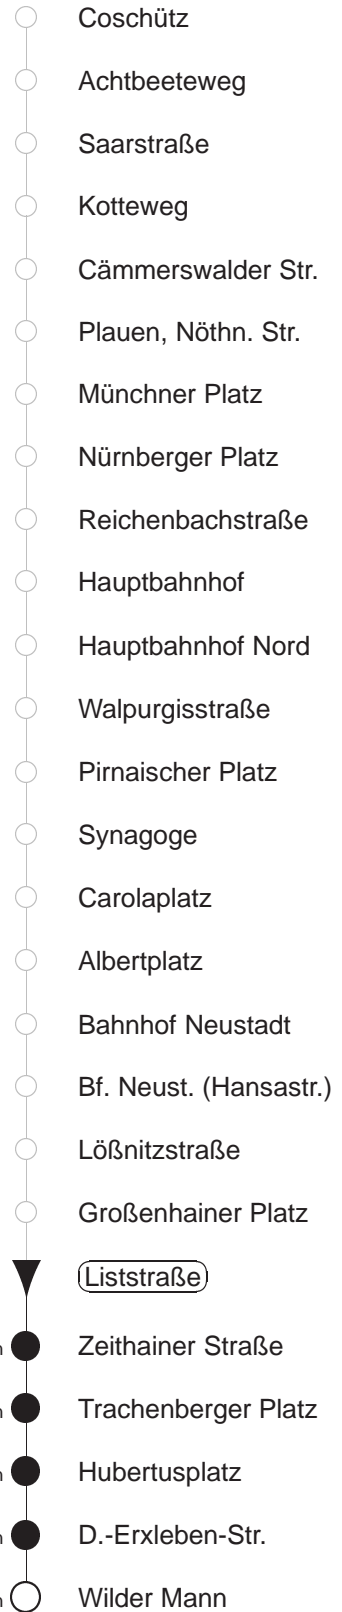 Coschütz
Achtbeeteweg
Saarstraße
Kotteweg
Cämmerswalder Str.
Plauen, Nöthn. Str.
Münchner Platz
Nürnberger Platz
Reichenbachstraße
Hauptbahnhof
Hauptbahnhof Nord
Walpurgisstraße
Pirnaischer Platz
Synagoge
Carolaplatz
Albertplatz
Bahnhof Neustadt
Bf. Neust. (Hansastr.)
Lößnitzstraße
Großenhainer Platz
Liststraße
Zeithainer Straße
Trachenberger Platz
Hubertusplatz
D.-Erxleben-Str.
Wilder Mann